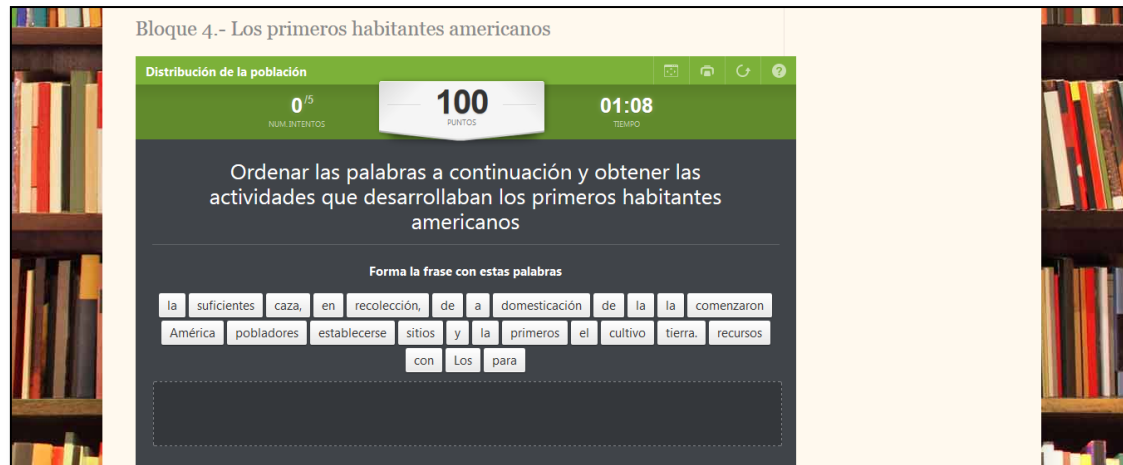 Bloque 4.- Los primeros habitantes americanos
Distribución de la población
0/5
NUM. INTENTOS
100
PUNTOS
01:08
TIEMPO
Ordenar las palabras a continuación y obtener las
actividades que desarrollaban los primeros habitantes
americanos
Forma la frase con estas palabras
la suficientes caza, en recolección, de a domesticación de la la comenzaron
América pobladores establecerse sitios y la primeros el cultivo tierra. recursos
con Los para